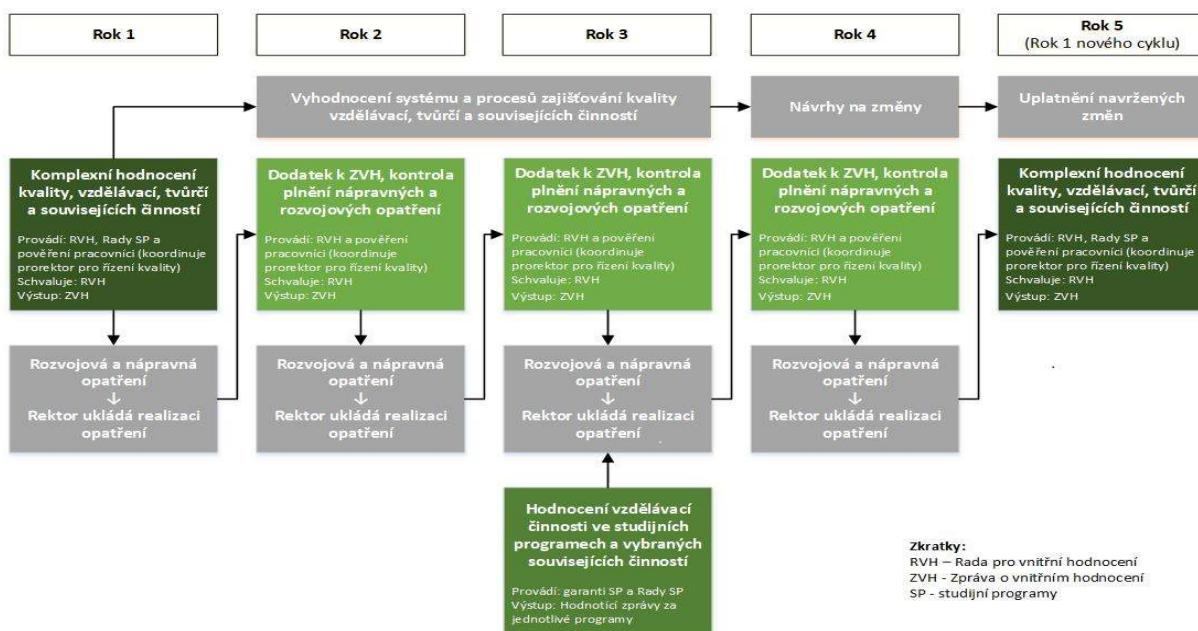 Rok 1
Rok 2
Rok 3
Rok 4
Rok 5
(Rok 1 nového cyklu)
Vyhodnocení systému a procesů zajišťování kvality
vzdělávací, tvůrčí a souvisejících činností
Návrhy na změny
Uplatnění navržených
změn
Komplexní hodnocení
kvality, vzdělávací, tvůrčí
a souvisejících činností
Provádí: RVH, Rady SP a
pověření pracovníci (koordinuje
prorektor pro řízení kvality)
Schvaluje: RVH
Výstup: ZVH
Dodatek k ZVH, kontrola
plnění nápravných a
rozvojových opatření
Provádí: RVH a pověření
pracovníci (koordinuje
prorektor pro řízení kvality)
Schvaluje: RVH
Výstup: ZVH
Dodatek k ZVH, kontrola
plnění nápravných a
rozvojových opatření
Provádí: RVH a pověření
pracovníci (koordinuje
prorektor pro řízení kvality)
Schvaluje: RVH
Výstup: ZVH
Dodatek k ZVH, kontrola
plnění nápravných a
rozvojových opatření
Provádí: RVH a pověření
pracovníci (koordinuje
prorektor pro řízení kvality)
Schvaluje: RVH
Výstup: ZVH
Komplexní hodnocení
kvality, vzdělávací, tvůrčí
a souvisejících činností
Provádí: RVH, Rady SP a
pověření pracovníci (koordinuje
prorektor pro řízení kvality)
Schvaluje: RVH
Výstup: ZVH
Rozvojová a nápravná
opatření
↓
Rektor ukládá realizaci
opatření
Rozvojová a nápravná
opatření
↓
Rektor ukládá realizaci
opatření
Rozvojová a nápravná
opatření
↓
Rektor ukládá realizaci
opatření
Rozvojová a nápravná
opatření
↓
Rektor ukládá realizaci
opatření
Hodnocení vzdělávací
činnosti ve studijních
programech a vybraných
souvisejících činností
Provádí: garanti SP a Rady SP
Výstup: Hodnotící zprávy za
jednotlivé programy
Zkratky:
RVH – Rada pro vnitřní hodnocení
ZVH - Zpráva o vnitřním hodnocení
SP - studijní programy